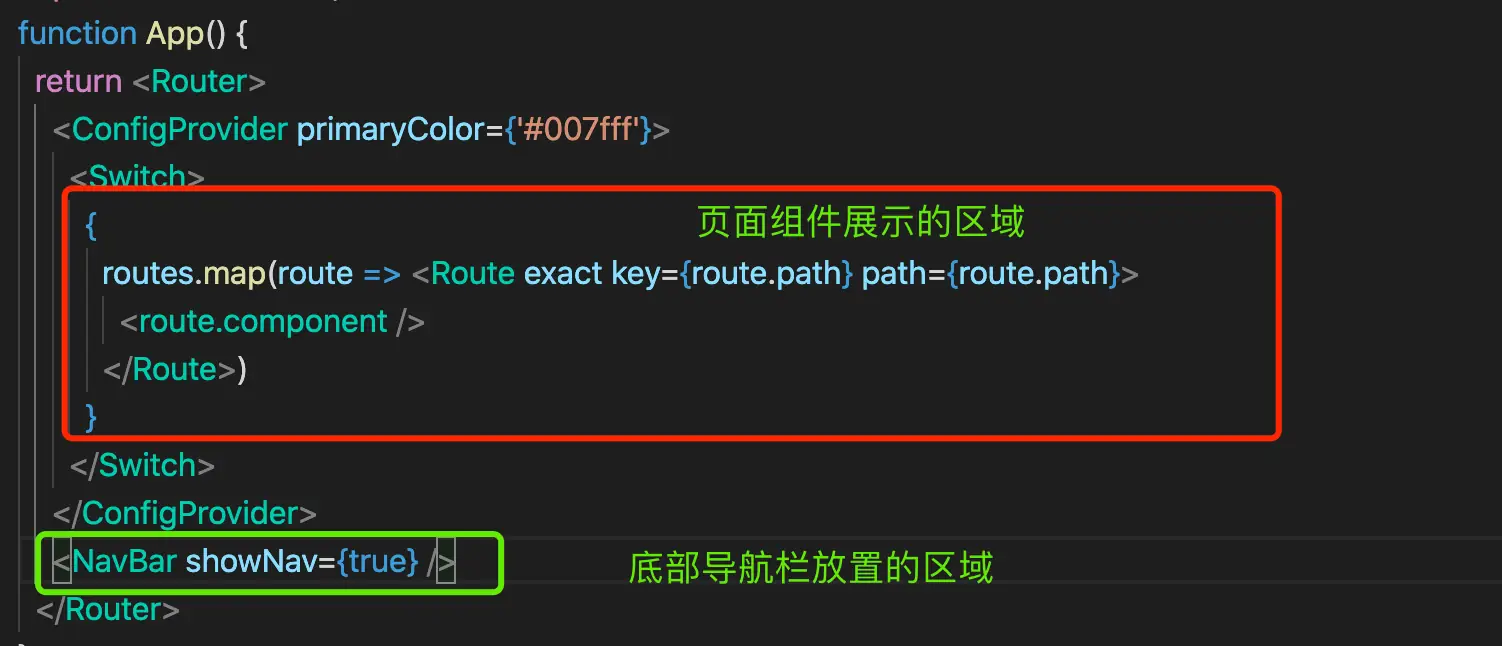 function App() {
return <Router>
<ConfigProvider primaryColor={'#007fff'}>
<Switch>
{
页面组件展示的区域
routes.map(route => <Route exact key={route.path} path={route.path}>
<route.component />
</Route>)
}
</Switch>
</ConfigProvider>
<NavBar showNav={true} />
底部导航栏放置的区域
</Router>